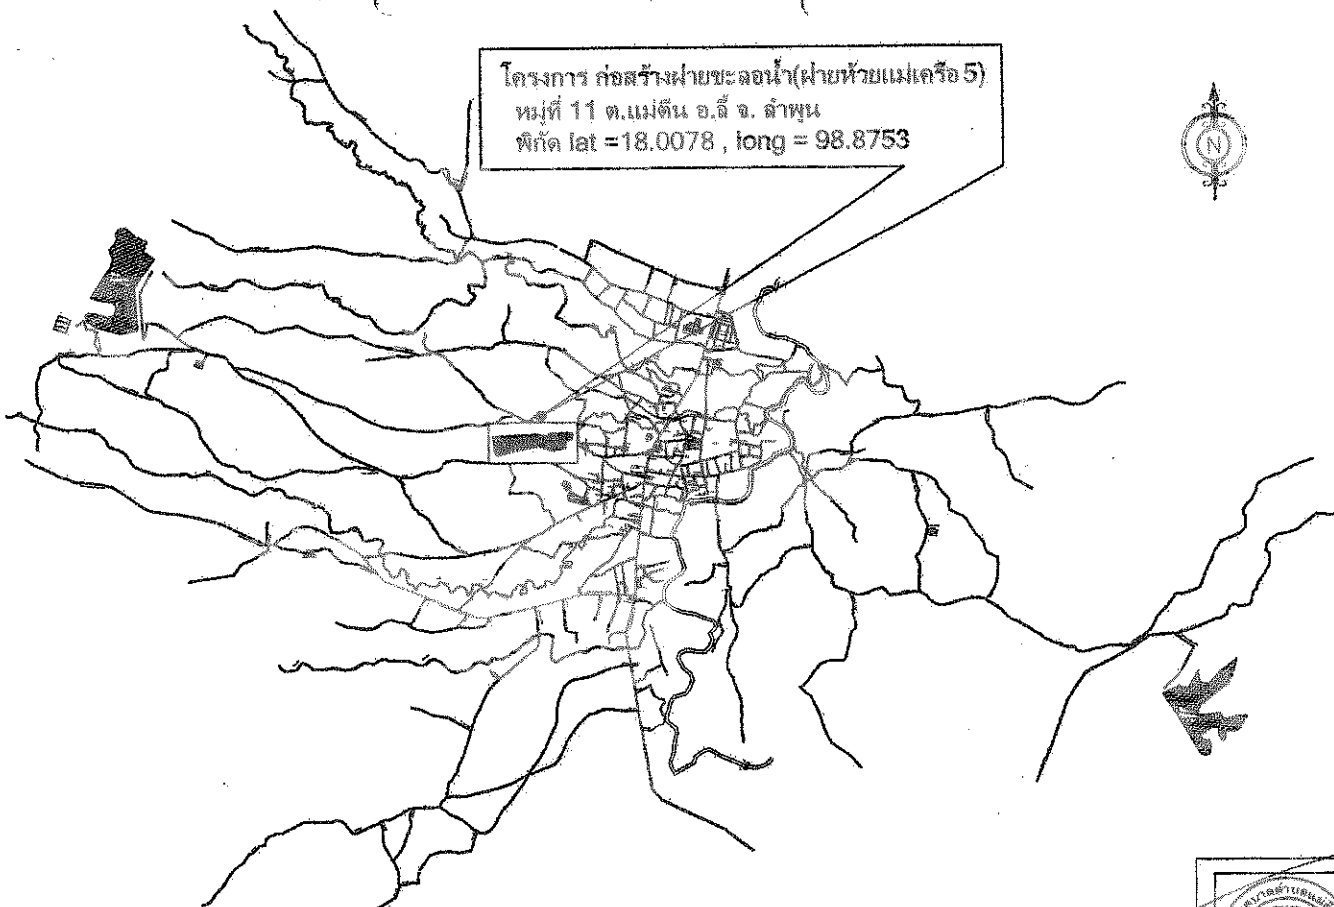 โครงการ ก่อสร้างฝายชะลอน้ำ(ฝายห้วยแม่เครือ 5)
หมู่ที่ 11 ต.แม่ตืน อ.ลี้ จ. ลำพูน
พิกัด lat =18.0078 , long = 98.8753
N